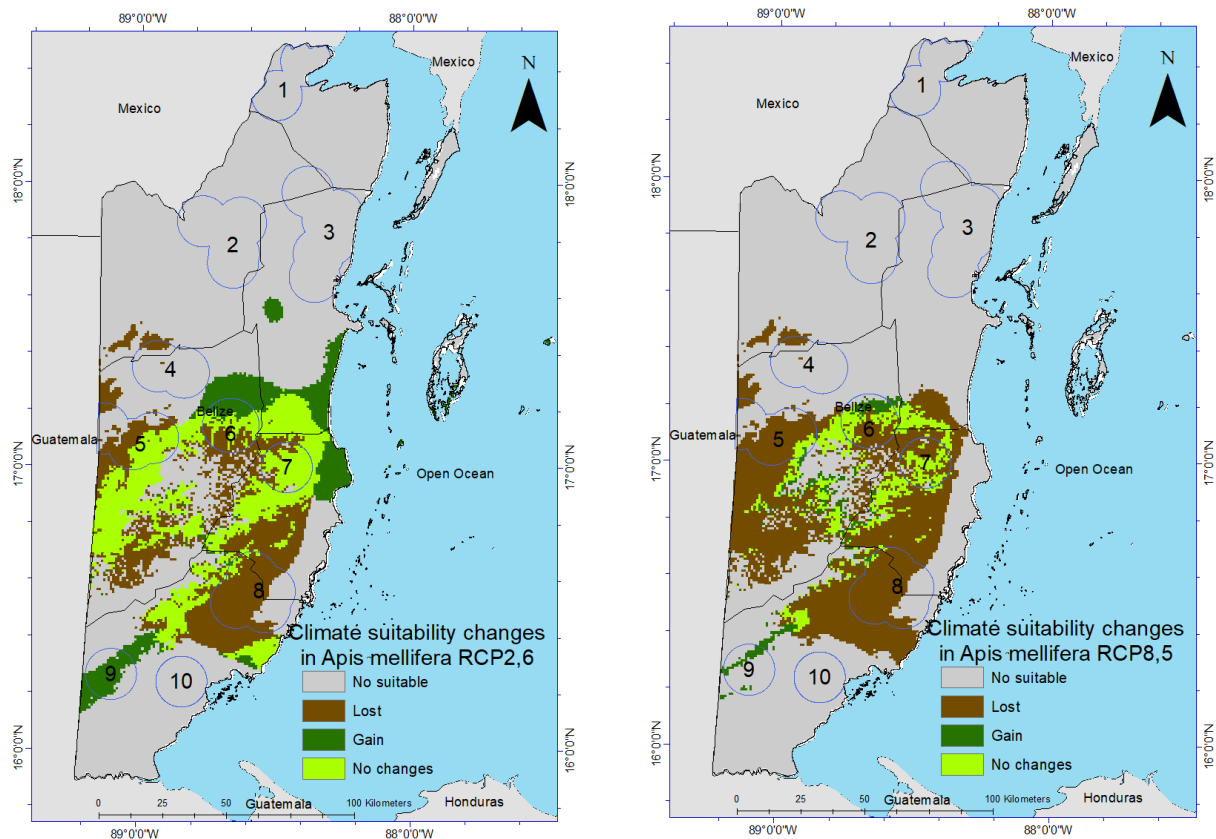 89°0'0"W
88°0'0"W
Mexico
N
Mexico
1
18°0'0"N
18°0'0"N
2
3
4
Belize
Guatemala
5
6
7
17°0'0"N
17°0'0"N
Open Ocean
8
Climate suitability changes
in Apis mellifera RCP2,6
9
10
No suitable
Lost
Gain
No changes
16°0'0"N
16°0'0"N
0 25 50 100 Kilometers
Guatemala
Honduras
89°0'0"W
88°0'0"W
89°0'0"W
88°0'0"W
Mexico
N
Mexico
1
18°0'0"N
18°0'0"N
2
3
4
Belize
Guatemala
5
6
7
17°0'0"N
17°0'0"N
Open Ocean
8
Climate suitability changes
in Apis mellifera RCP8,5
9
10
No suitable
Lost
Gain
No changes
16°0'0"N
16°0'0"N
0 25 50 100 Kilometers
Guatemala
Honduras
89°0'0"W
88°0'0"W